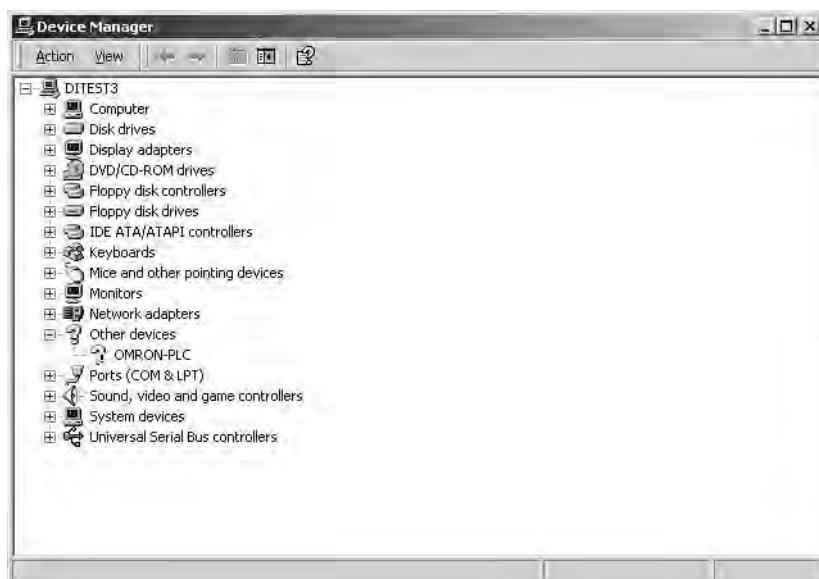 Device Manager
Action View
DITEST3
Computer
Disk drives
Display adapters
DVD/CD-ROM drives
Floppy disk controllers
Floppy disk drives
IDE ATA/ATAPI controllers
Keyboards
Mice and other pointing devices
Monitors
Network adapters
Other devices
OMRON-PLC
Ports (COM & LPT)
Sound, video and game controllers
System devices
Universal Serial Bus controllers